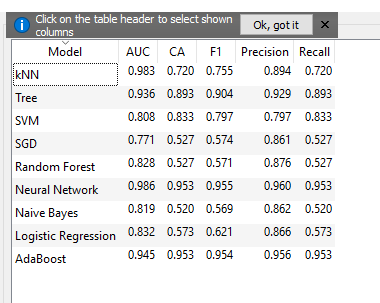 Click on the table header to select shown
columns
Ok, got it
Model AUC CA F1 Precision Recall
kNN 0.983 0.720 0.755 0.894 0.720
Tree 0.936 0.893 0.904 0.929 0.893
SVM 0.808 0.833 0.797 0.797 0.833
SGD 0.771 0.527 0.574 0.861 0.527
Random Forest 0.828 0.527 0.571 0.876 0.527
Neural Network 0.986 0.953 0.955 0.960 0.953
Naive Bayes 0.819 0.520 0.569 0.862 0.520
Logistic Regression 0.832 0.573 0.621 0.866 0.573
AdaBoost 0.945 0.953 0.954 0.956 0.953